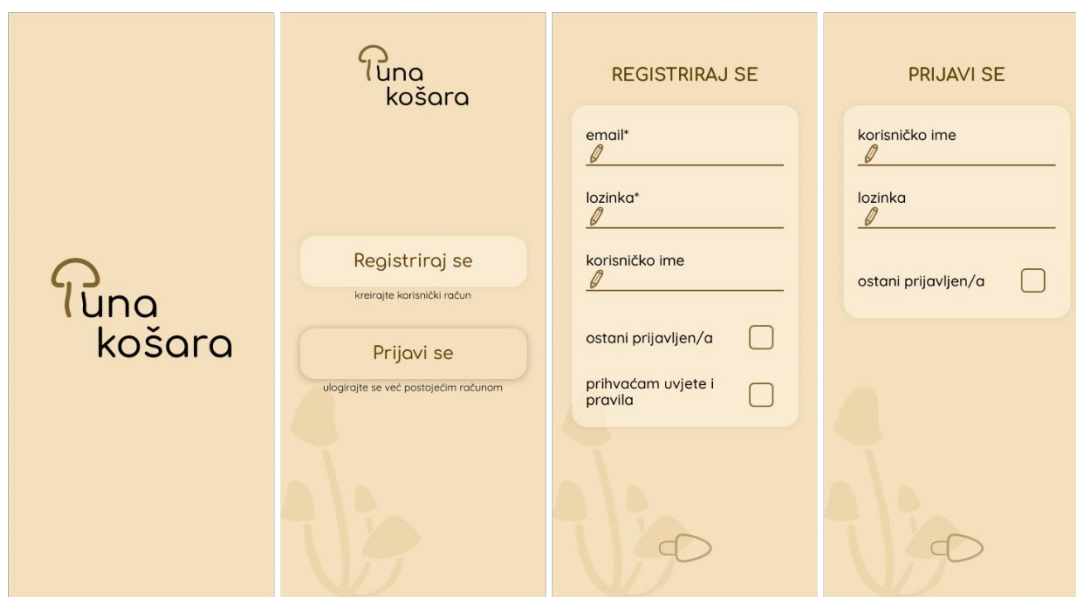 Puna
košara
Puna
košara
Registriraj se
kreirajte korisnički račun
Prijavi se
ulogirajte se već postojećim računom
REGISTRIRAJ SE
email*
lozinka*
korisničko ime
ostani prijavljen/a
prihvaćam uvjete i
pravila
PRIJAVI SE
korisničko ime
lozinka
ostani prijavljen/a